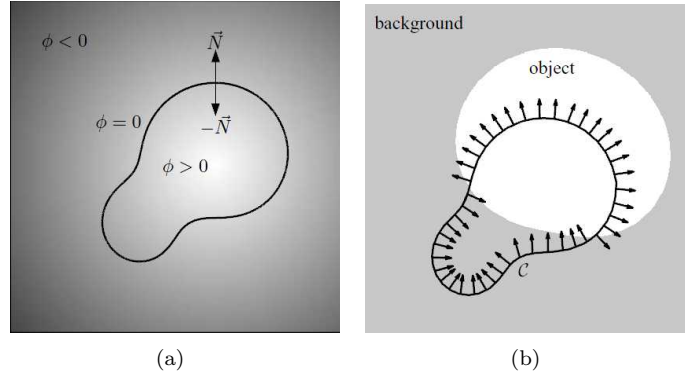 ϕ < 0
N⃗
ϕ = 0
−N⃗
ϕ > 0
(a)
background
object
C
(b)